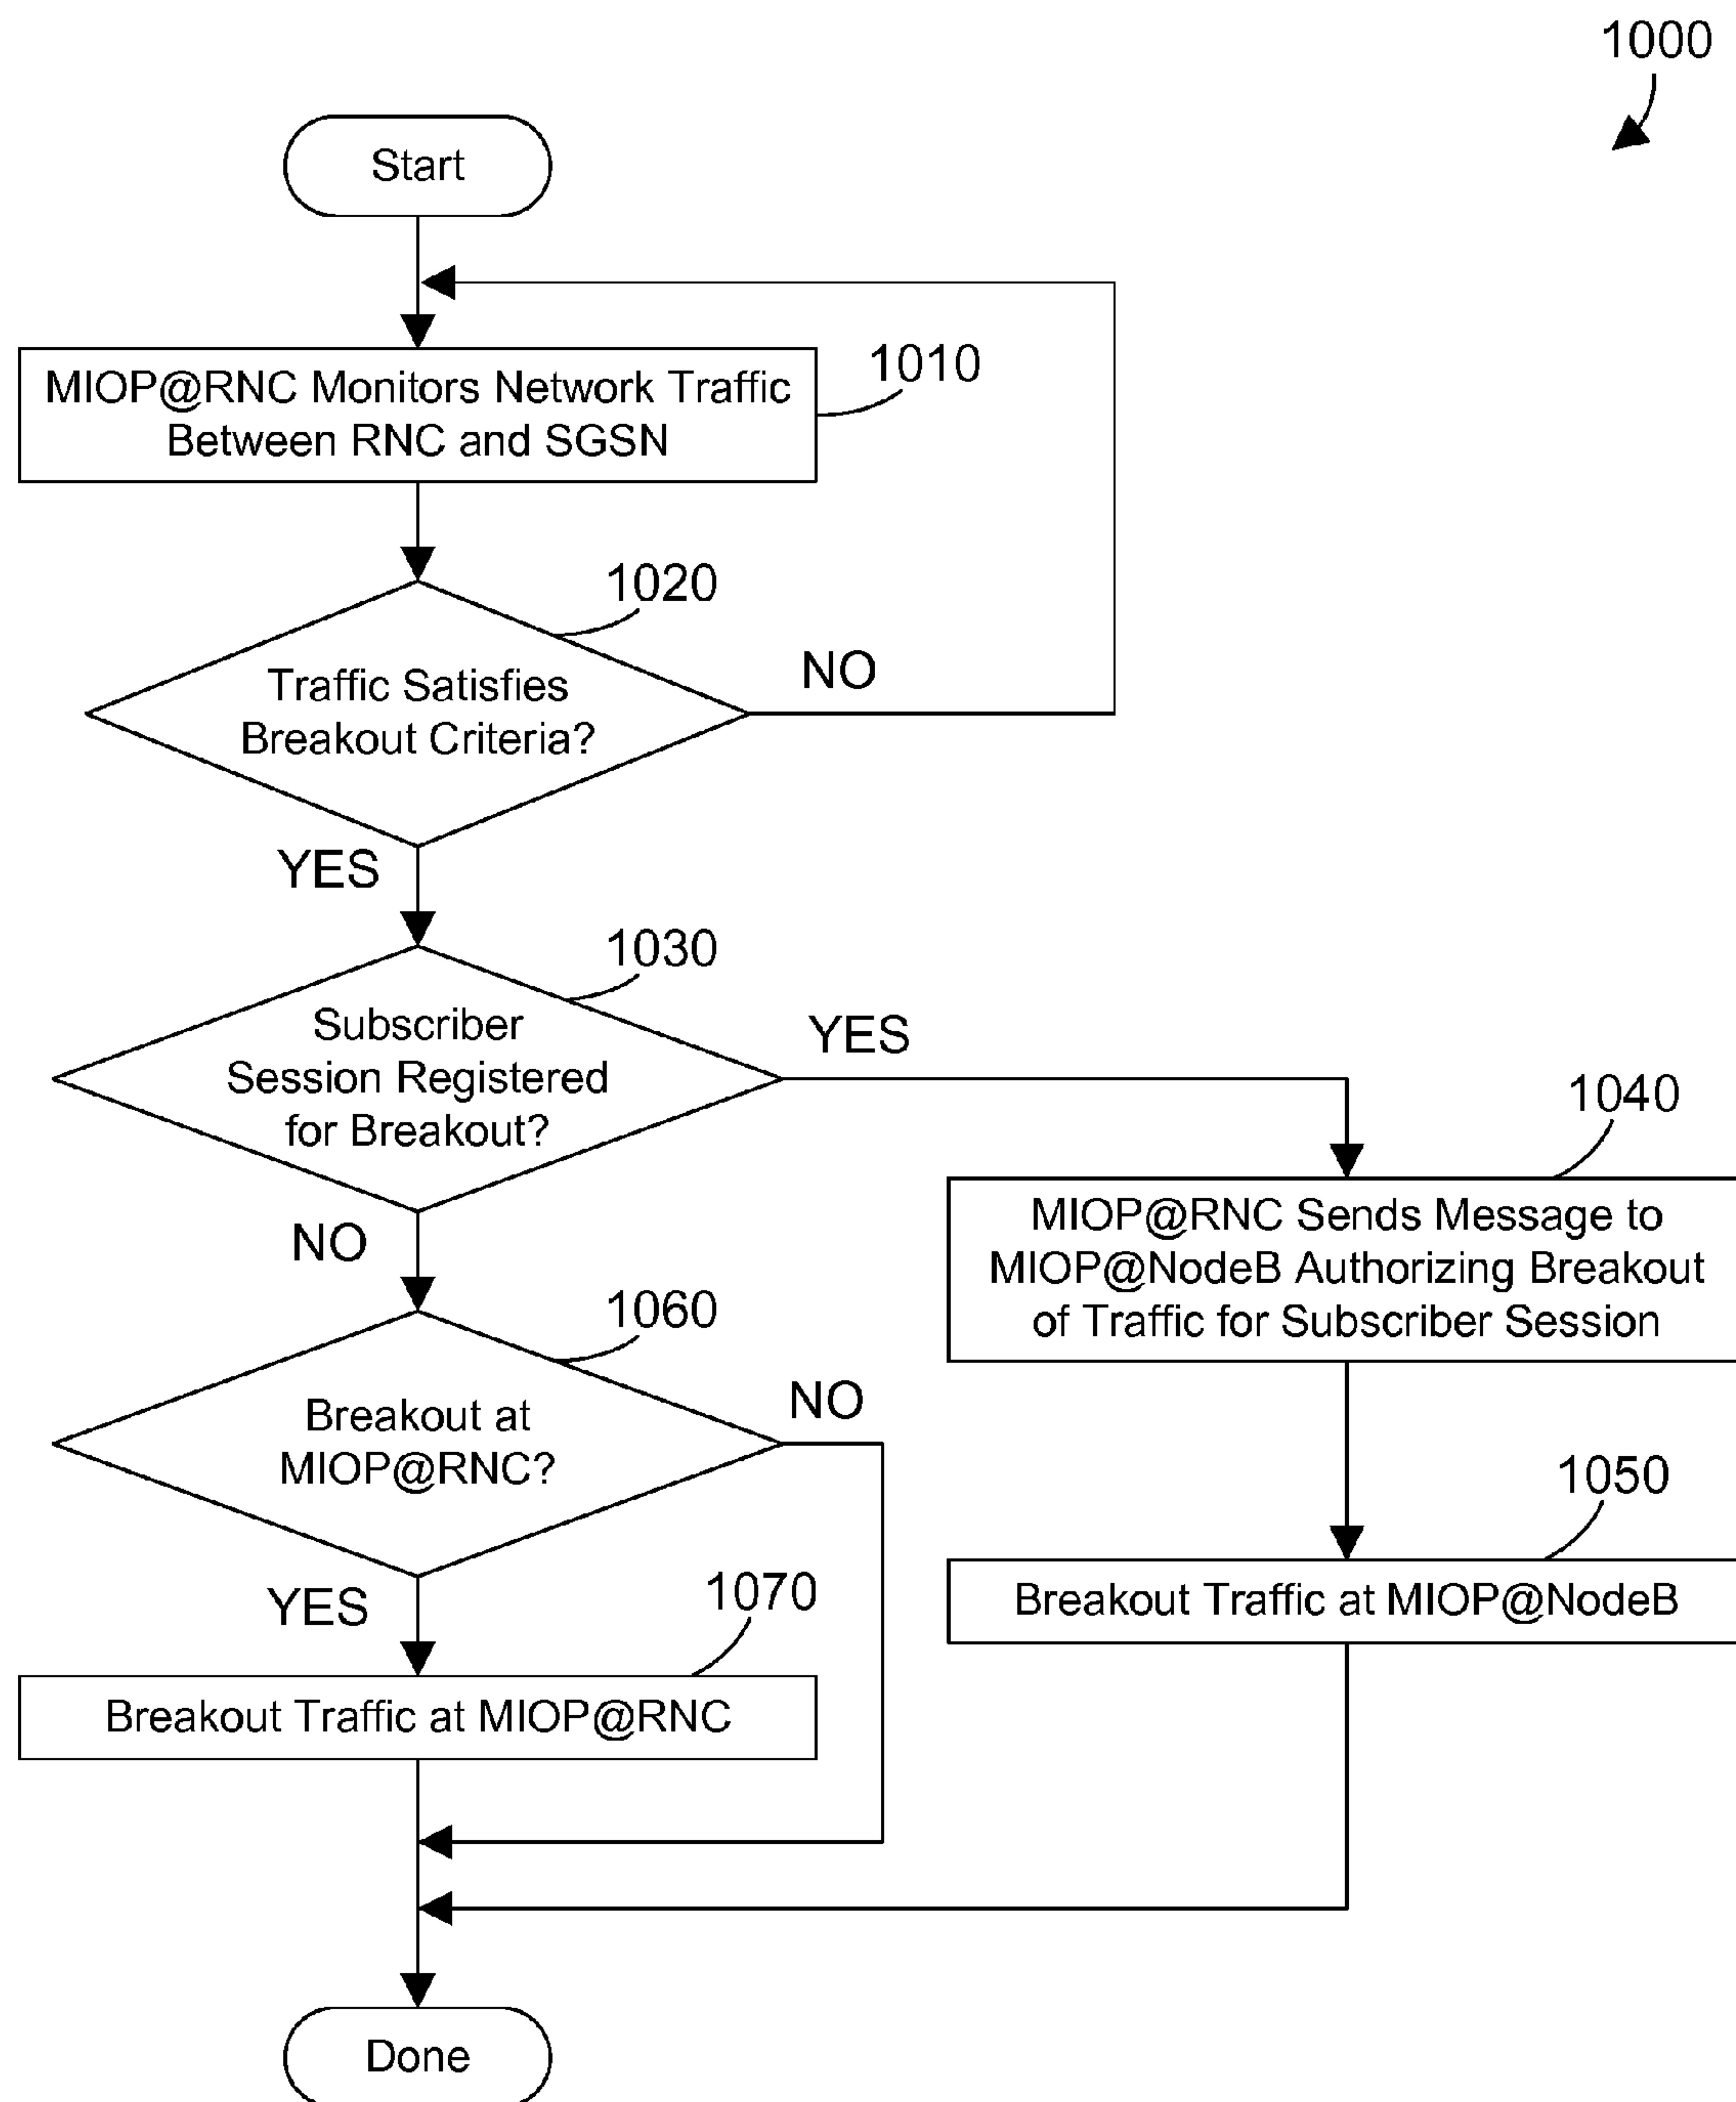 1000
Start
MIOP@RNC Monitors Network Traffic
Between RNC and SGSN
1010
1020
Traffic Satisfies
Breakout Criteria?
NO
YES
1030
Subscriber
Session Registered
for Breakout?
YES
NO
1040
MIOP@RNC Sends Message to
MIOP@NodeB Authorizing Breakout
of Traffic for Subscriber Session
1060
Breakout at
MIOP@RNC?
NO
YES
1050
Breakout Traffic at MIOP@NodeB
1070
Breakout Traffic at MIOP@RNC
Done